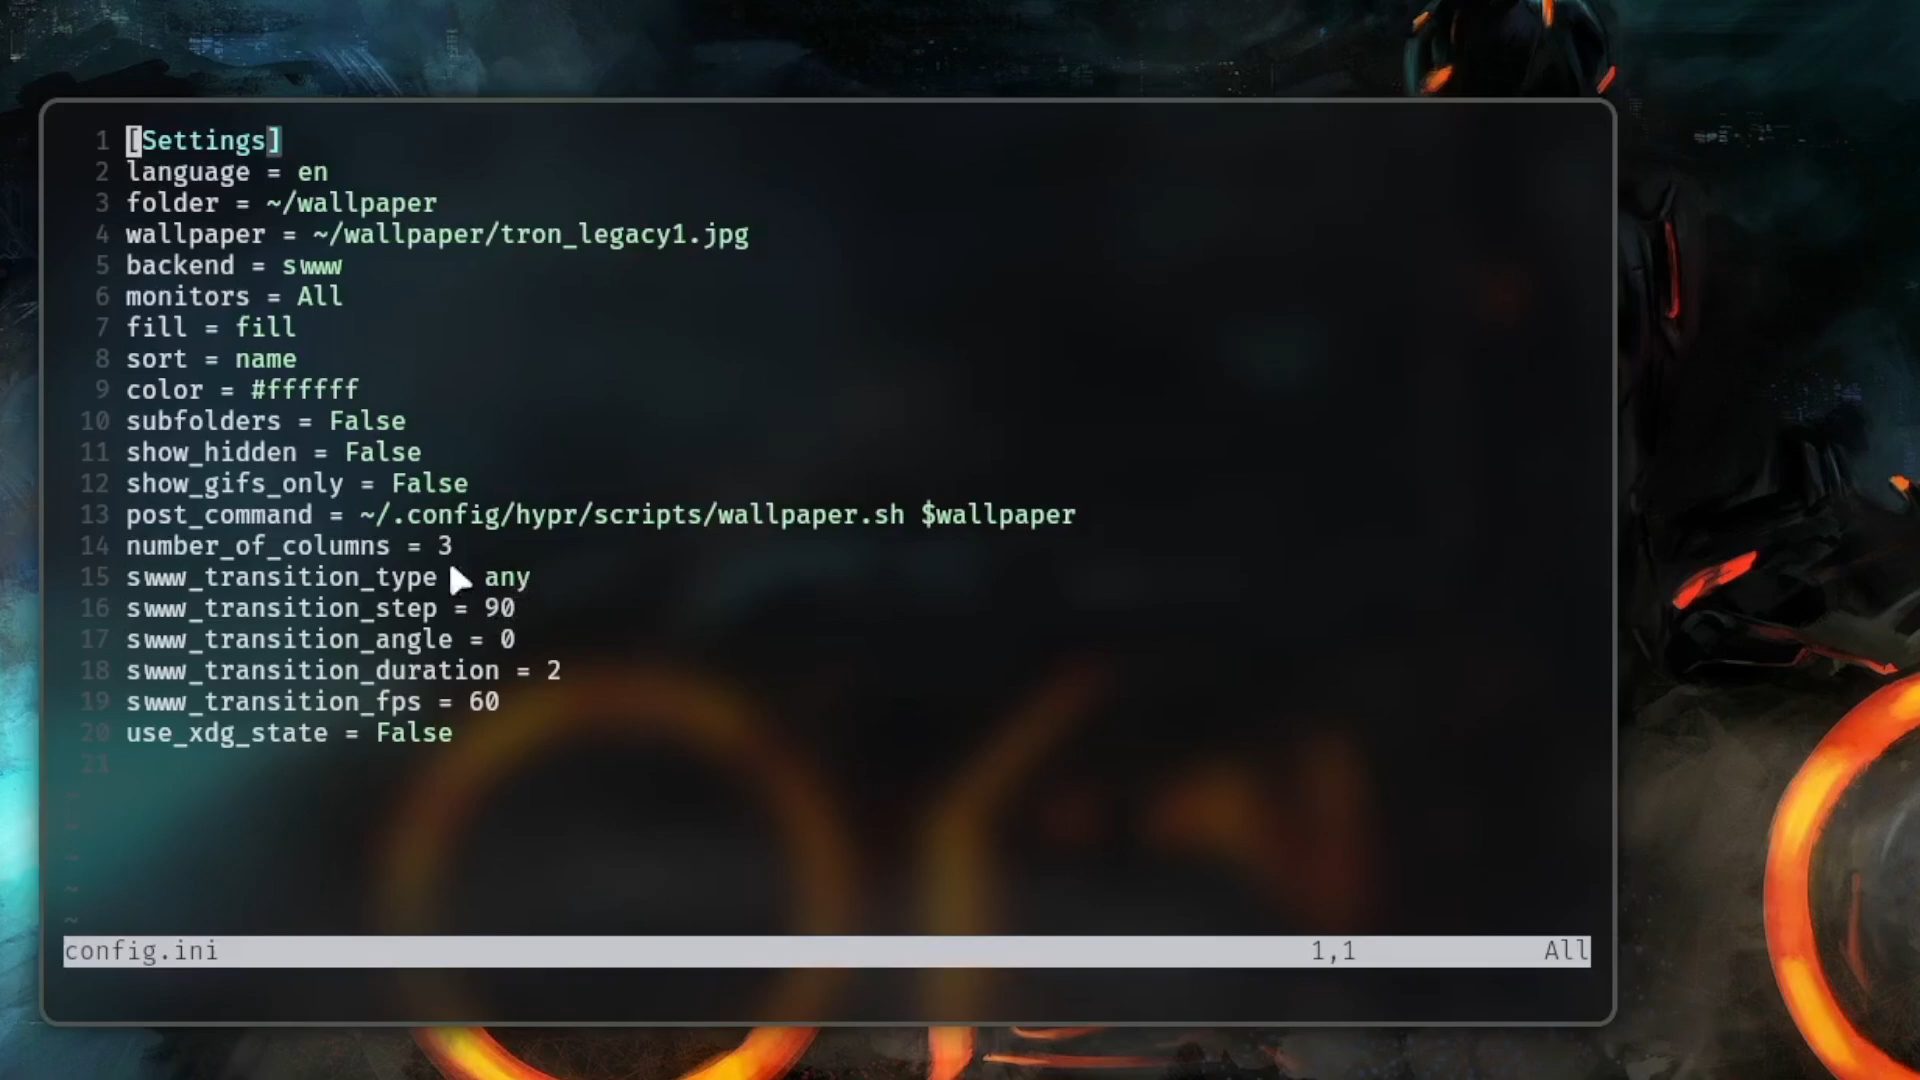 1 [Settings]
2 language = en
3 folder = ~/wallpaper
4 wallpaper = ~/wallpaper/tron_legacy1.jpg
5 backend = swww
6 monitors = All
7 fill = fill
8 sort = name
9 color = #ffffff
10 subfolders = False
11 show_hidden = False
12 show_gifs_only = False
13 post_command = ~/.config/hypr/scripts/wallpaper.sh $wallpaper
14 number_of_columns = 3
15 swww_transition_type any
16 swww_transition_step = 90
17 swww_transition_angle = 0
18 swww_transition_duration = 2
19 swww_transition_fps = 60
20 use_xdg_state = False
21
~
~
~
~
~
config.ini 1,1 All